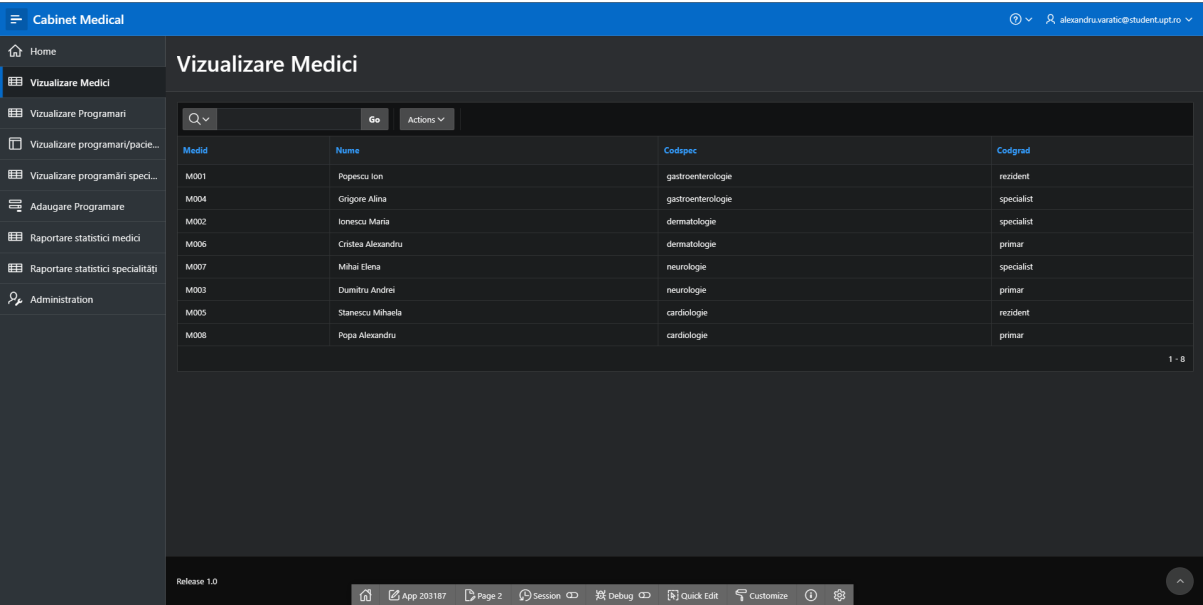 Cabinet Medical
alexandru.varatic@student.upt.ro
Home
Vizualizare Medici
Vizualizare Programari
Vizualizare programari/pacie...
Vizualizare programări speci...
Adaugare Programare
Raportare statistici medici
Raportare statistici specialități
Administration
Vizualizare Medici
Go Actions
Medid Nume Codspec Codgrad
M001 Popescu Ion gastroenterologie rezident
M004 Grigore Alina gastroenterologie specialist
M002 Ionescu Maria dermatologie specialist
M006 Cristea Alexandru dermatologie primar
M007 Mihai Elena neurologie specialist
M003 Dumitru Andrei neurologie primar
M005 Stanescu Mihaela cardiologie rezident
M008 Popa Alexandru cardiologie primar
1 - 8
Release 1.0
App 203187 Page 2 Session Debug Quick Edit Customize